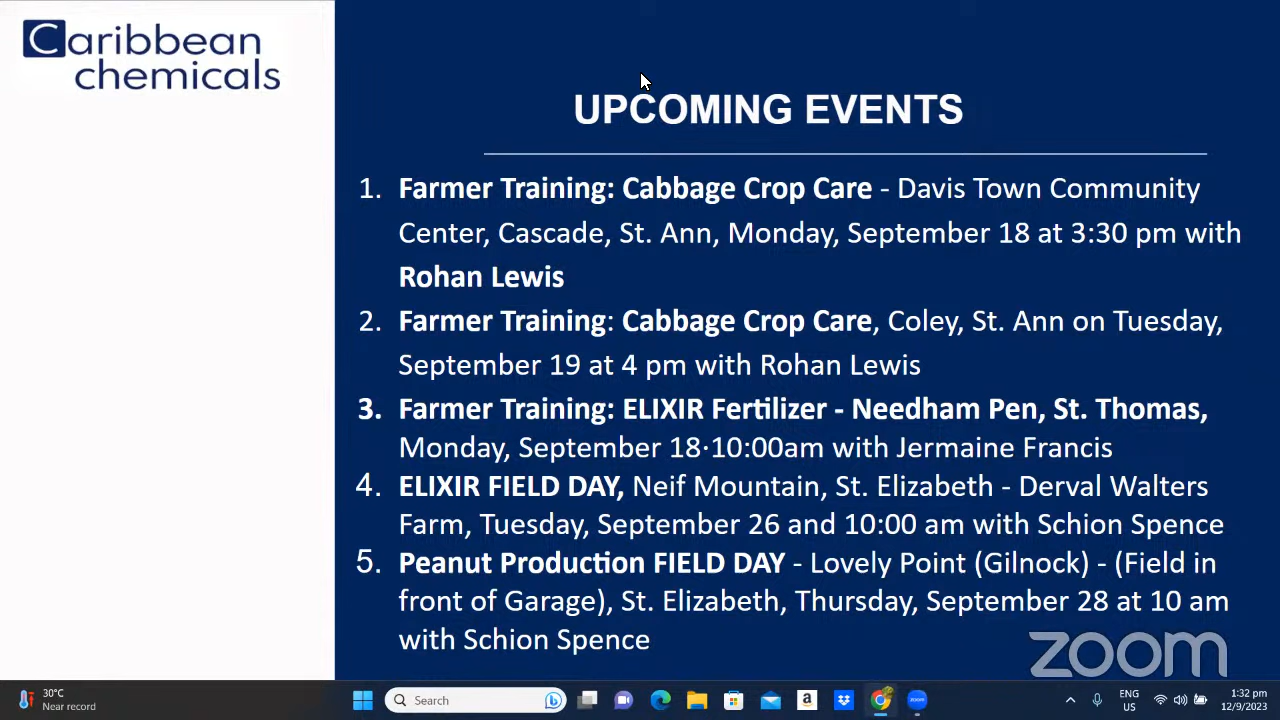 Caribbean
chemicals
UPCOMING EVENTS
1. Farmer Training: Cabbage Crop Care - Davis Town Community
Center, Cascade, St. Ann, Monday, September 18 at 3:30 pm with
Rohan Lewis
2. Farmer Training: Cabbage Crop Care, Coley, St. Ann on Tuesday,
September 19 at 4 pm with Rohan Lewis
3. Farmer Training: ELIXIR Fertilizer - Needham Pen, St. Thomas,
Monday, September 18·10:00am with Jermaine Francis
4. ELIXIR FIELD DAY, Neif Mountain, St. Elizabeth - Derval Walters
Farm, Tuesday, September 26 and 10:00 am with Schion Spence
5. Peanut Production FIELD DAY - Lovely Point (Gilnock) - (Field in
front of Garage), St. Elizabeth, Thursday, September 28 at 10 am
with Schion Spence
zoom
30°C
Near record
Search
a
zoom
ENG
US
1:32 pm
12/9/2023